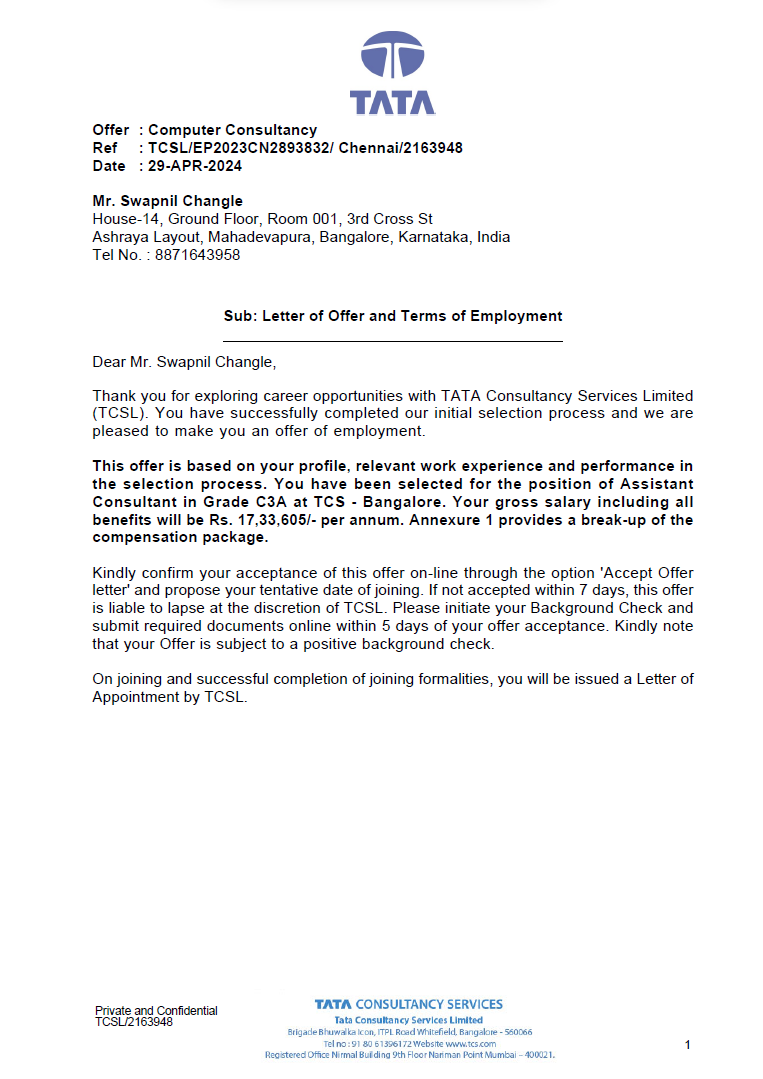 TATA
Offer : Computer Consultancy
Ref : TCSL/EP2023CN2893832/ Chennai/2163948
Date : 29-APR-2024
Mr. Swapnil Changle
House-14, Ground Floor, Room 001, 3rd Cross St
Ashraya Layout, Mahadevapura, Bangalore, Karnataka, India
Tel No. : 8871643958
Sub: Letter of Offer and Terms of Employment
Dear Mr. Swapnil Changle,
Thank you for exploring career opportunities with TATA Consultancy Services Limited
(TCSL). You have successfully completed our initial selection process and we are
pleased to make you an offer of employment.
This offer is based on your profile, relevant work experience and performance in
the selection process. You have been selected for the position of Assistant
Consultant in Grade C3A at TCS - Bangalore. Your gross salary including all
benefits will be Rs. 17,33,605/- per annum. Annexure 1 provides a break-up of the
compensation package.
Kindly confirm your acceptance of this offer on-line through the option 'Accept Offer
letter' and propose your tentative date of joining. If not accepted within 7 days, this offer
is liable to lapse at the discretion of TCSL. Please initiate your Background Check and
submit required documents online within 5 days of your offer acceptance. Kindly note
that your Offer is subject to a positive background check.
On joining and successful completion of joining formalities, you will be issued a Letter of
Appointment by TCSL.
Private and Confidential
TCSL/2163948
TATA CONSULTANCY SERVICES
Tata Consultancy Services Limited
Brigade Bhuwalka Icon, ITPL Road Whitefield, Bangalore - 560066
Tel no : 91 80 61396172 Website www.tcs.com
Registered Office Nirmal Building 9th Floor Nariman Point Mumbai – 400021.
1